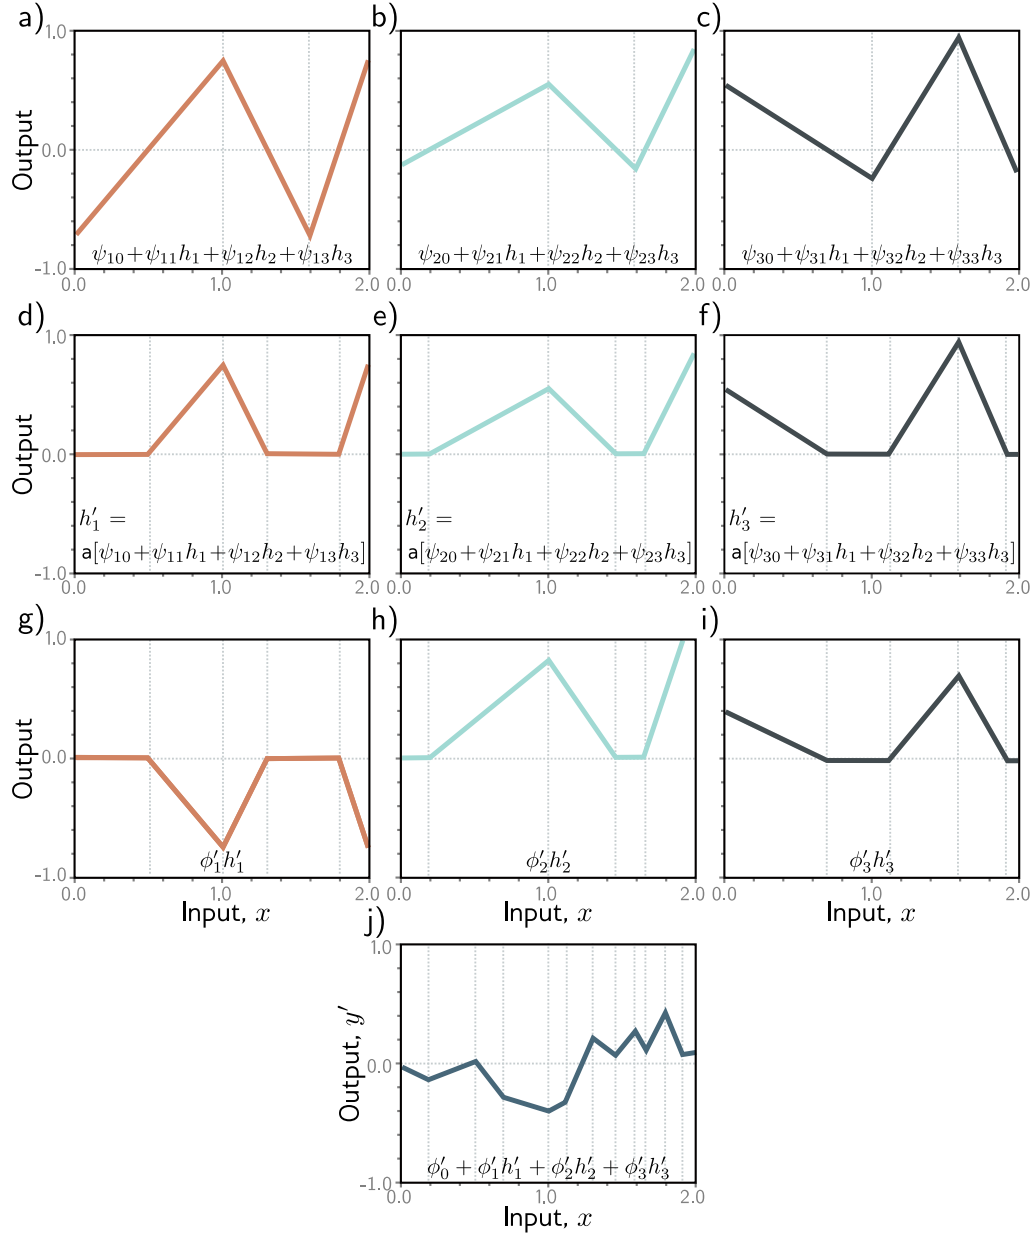 a) b) c)
1.0
Output
0.0
-1.0
ψ₁₀+ψ₁₁h₁+ψ₁₂h₂+ψ₁₃h₃ ψ₂₀+ψ₂₁h₁+ψ₂₂h₂+ψ₂₃h₃ ψ₃₀+ψ₃₁h₁+ψ₃₂h₂+ψ₃₃h₃
0.0 1.0 2.0 0.0 1.0 2.0 0.0 1.0 2.0
d) e) f)
1.0
Output
0.0
h′₁ = h′₂ = h′₃ =
a[ψ₁₀+ψ₁₁h₁+ψ₁₂h₂+ψ₁₃h₃] a[ψ₂₀+ψ₂₁h₁+ψ₂₂h₂+ψ₂₃h₃] a[ψ₃₀+ψ₃₁h₁+ψ₃₂h₂+ψ₃₃h₃]
-1.0
0.0 1.0 2.0 0.0 1.0 2.0 0.0 1.0 2.0
g) h) i)
1.0
Output
0.0
ϕ′₁h′₁ ϕ′₂h′₂ ϕ′₃h′₃
-1.0
0.0 1.0 2.0 0.0 1.0 2.0 0.0 1.0 2.0
Input, x Input, x Input, x
j)
1.0
Output, y′
0.0
ϕ′₀ + ϕ′₁h′₁ + ϕ′₂h′₂ + ϕ′₃h′₃
-1.0
0.0 1.0 2.0
Input, x